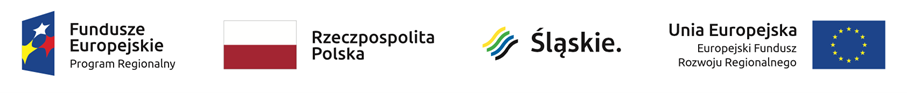 Fundusze
Europejskie
Program Regionalny
Rzeczpospolita
Polska
Śląskie.
Unia Europejska
Europejski Fundusz
Rozwoju Regionalnego